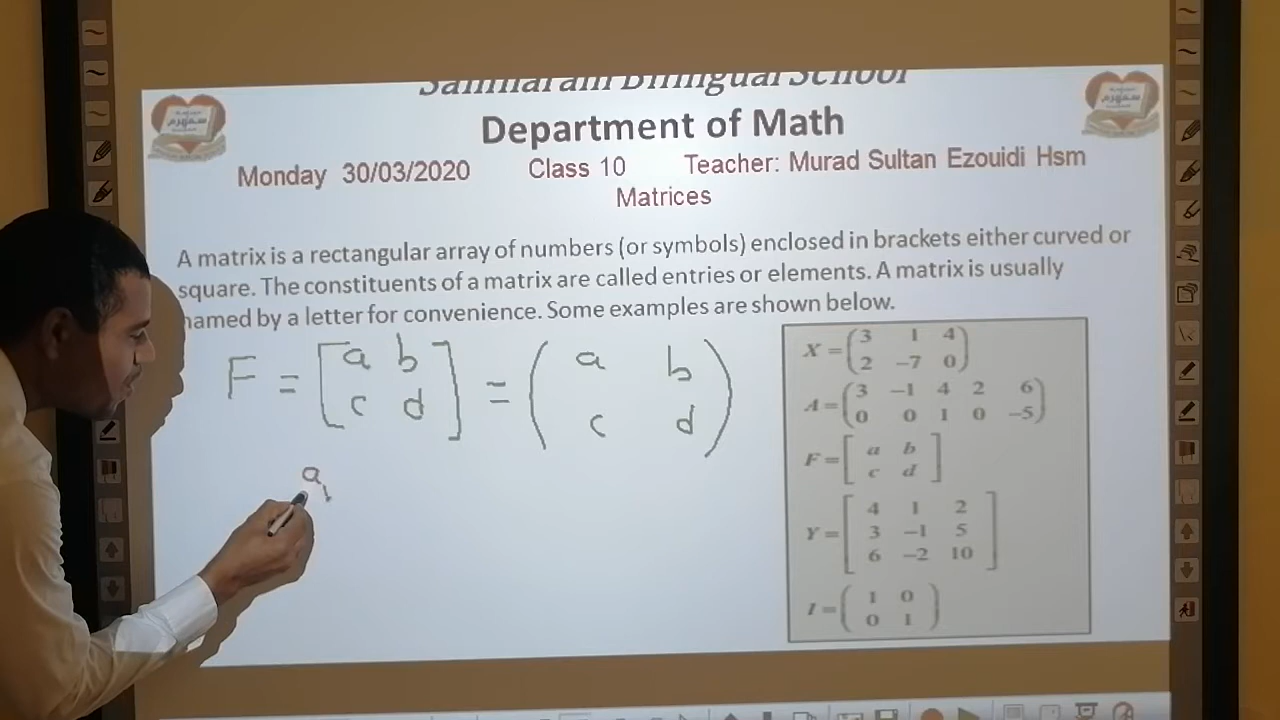 Samharam Bilingual School
Department of Math
Monday 30/03/2020 Class 10 Teacher: Murad Sultan Ezouidi Hsm
Matrices
A matrix is a rectangular array of numbers (or symbols) enclosed in brackets either curved or
square. The constituents of a matrix are called entries or elements. A matrix is usually
named by a letter for convenience. Some examples are shown below.
F = [a b
c d] = (a b
c d)
a₁
X = (3 1 4
2 -7 0)
A = (3 -1 4 2 6
0 0 1 0 -5)
F = [a b
c d]
Y = [4 1 2
3 -1 5
6 -2 10]
I = (1 0
0 1)